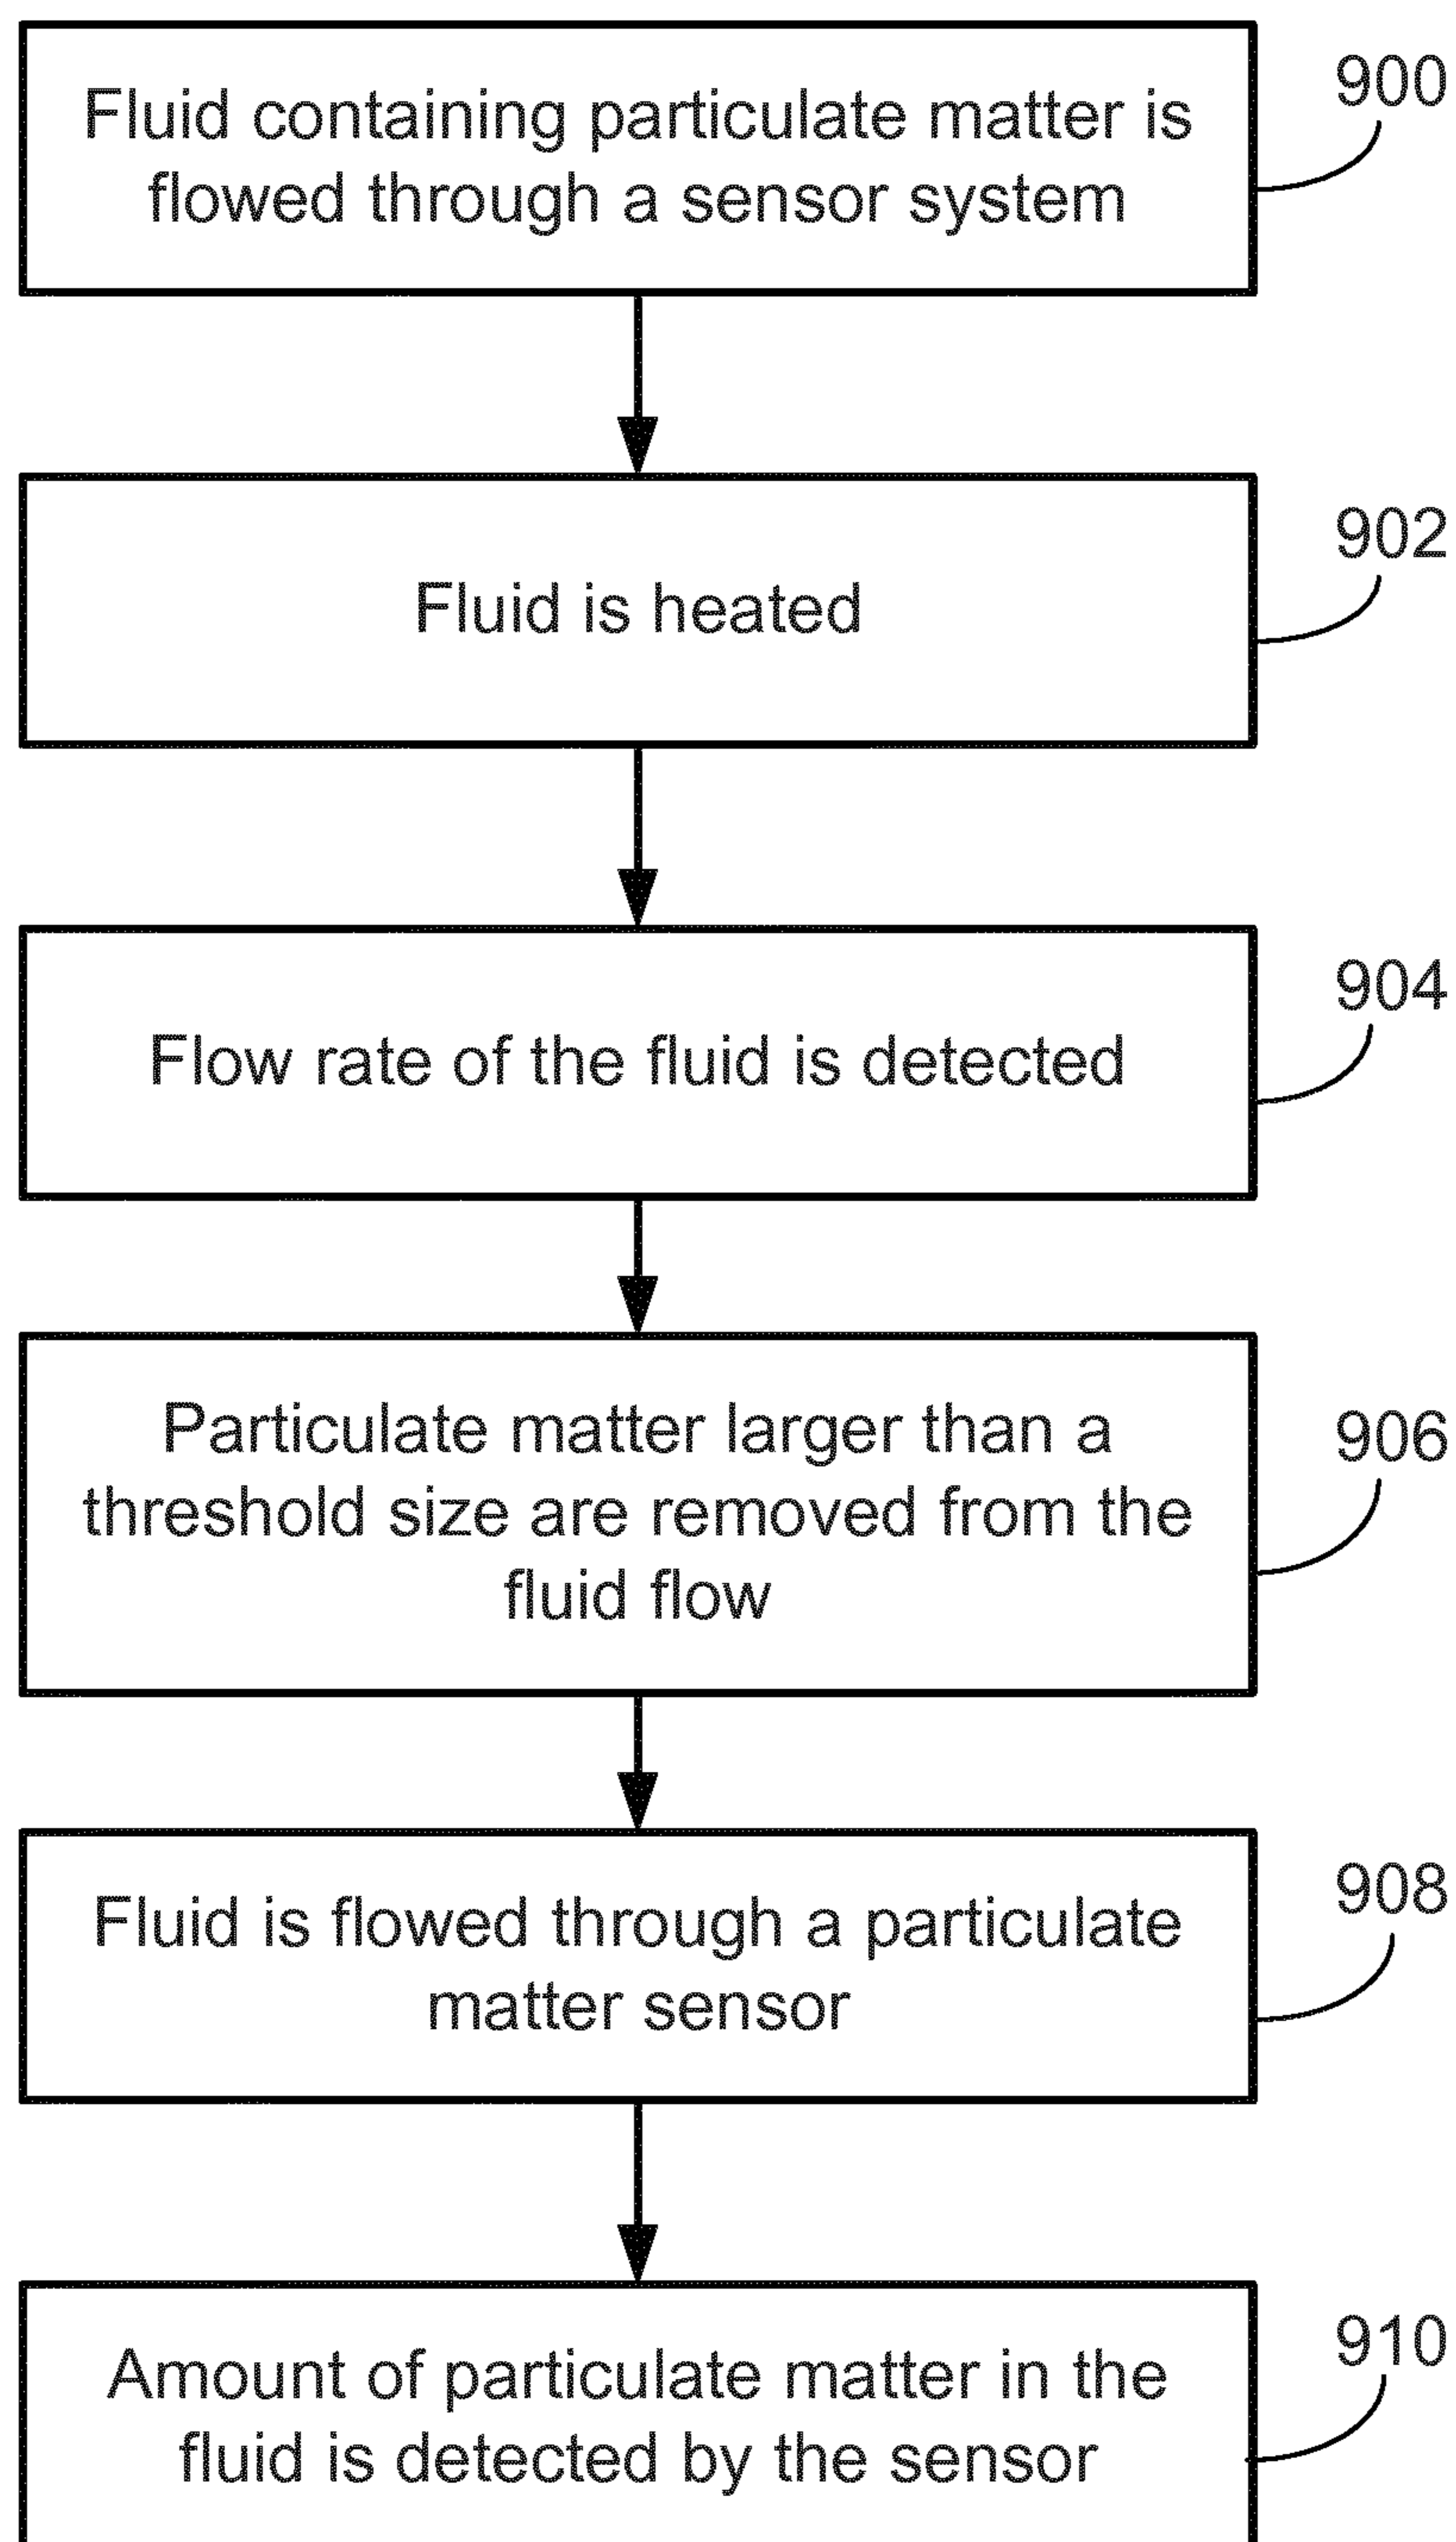 Fluid containing particulate matter is
flowed through a sensor system
900
Fluid is heated
902
Flow rate of the fluid is detected
904
Particulate matter larger than a
threshold size are removed from the
fluid flow
906
Fluid is flowed through a particulate
matter sensor
908
Amount of particulate matter in the
fluid is detected by the sensor
910